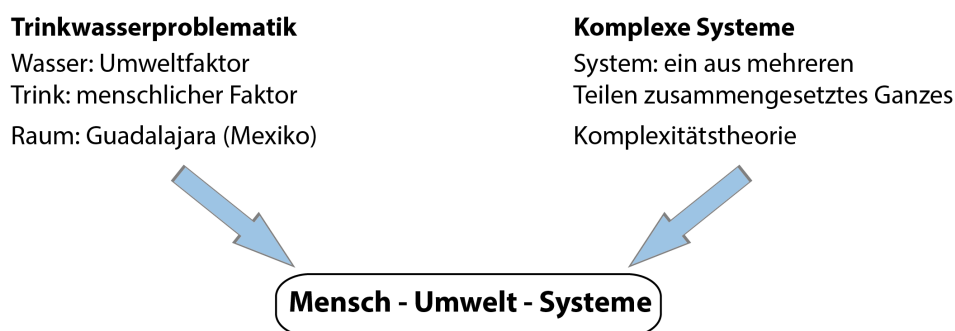 Trinkwasserproblematik
Wasser: Umweltfaktor
Trink: menschlicher Faktor
Raum: Guadalajara (Mexiko)
Komplexe Systeme
System: ein aus mehreren
Teilen zusammengesetztes Ganzes
Komplexitätstheorie
Mensch - Umwelt - Systeme